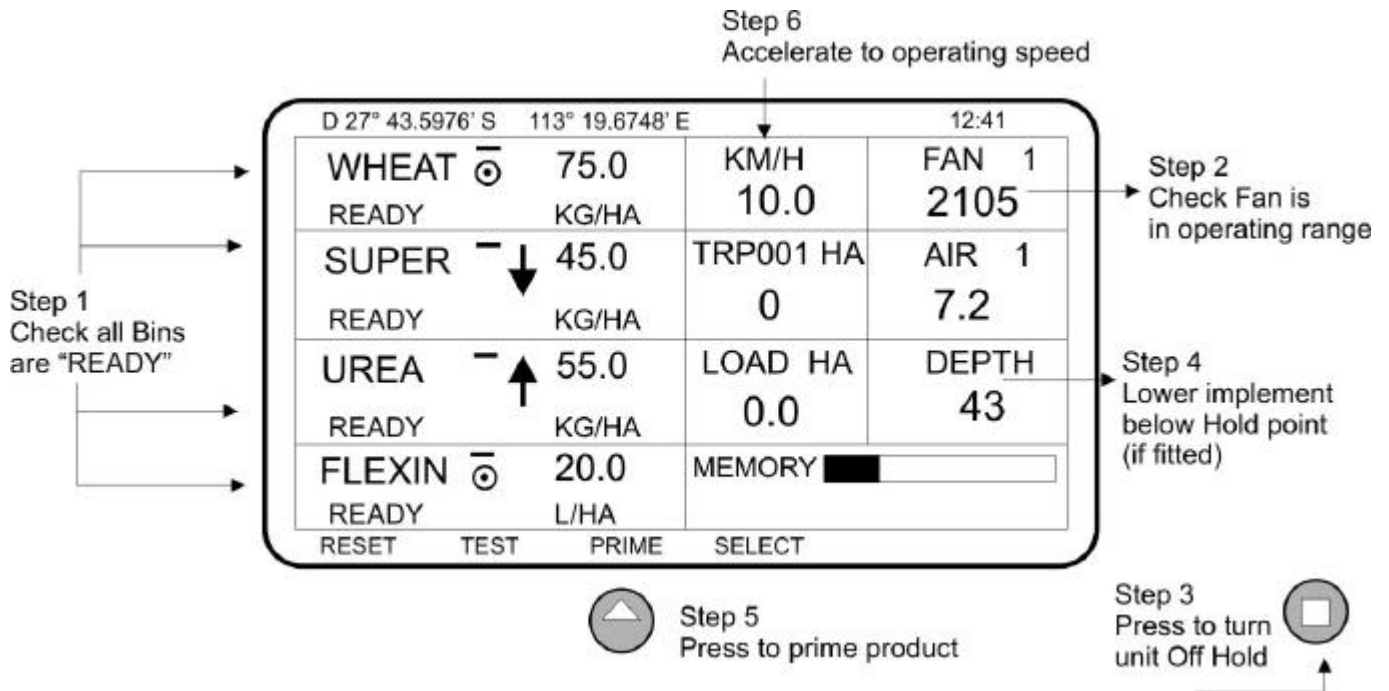 Step 6
Accelerate to operating speed
D 27° 43.5976' S 113° 19.6748' E 12:41
WHEAT 75.0
READY KG/HA
KM/H
10.0
FAN 1
2105
SUPER 45.0
READY KG/HA
TRP001 HA
0
AIR 1
7.2
UREA 55.0
READY KG/HA
LOAD HA
0.0
DEPTH
43
FLEXIN 20.0
READY L/HA
MEMORY
RESET TEST PRIME SELECT
Step 1
Check all Bins
are “READY”
Step 2
Check Fan is
in operating range
Step 4
Lower implement
below Hold point
(if fitted)
Step 5
Press to prime product
Step 3
Press to turn
unit Off Hold